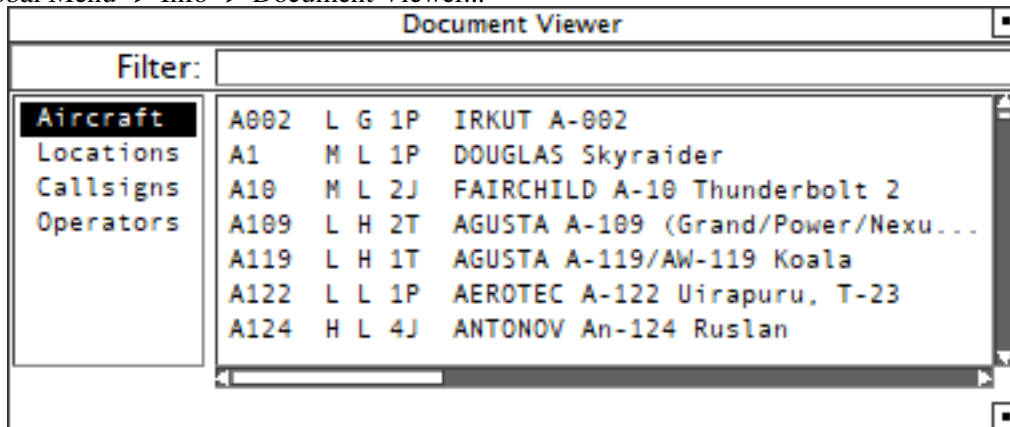 Document Viewer
Filter:
Aircraft
Locations
Callsigns
Operators
A002 L G 1P IRKUT A-002
A1 M L 1P DOUGLAS Skyraider
A10 M L 2J FAIRCHILD A-10 Thunderbolt 2
A109 L H 2T AGUSTA A-109 (Grand/Power/Nexu...
A119 L H 1T AGUSTA A-119/AW-119 Koala
A122 L L 1P AEROTEC A-122 Uirapuru, T-23
A124 H L 4J ANTONOV An-124 Ruslan